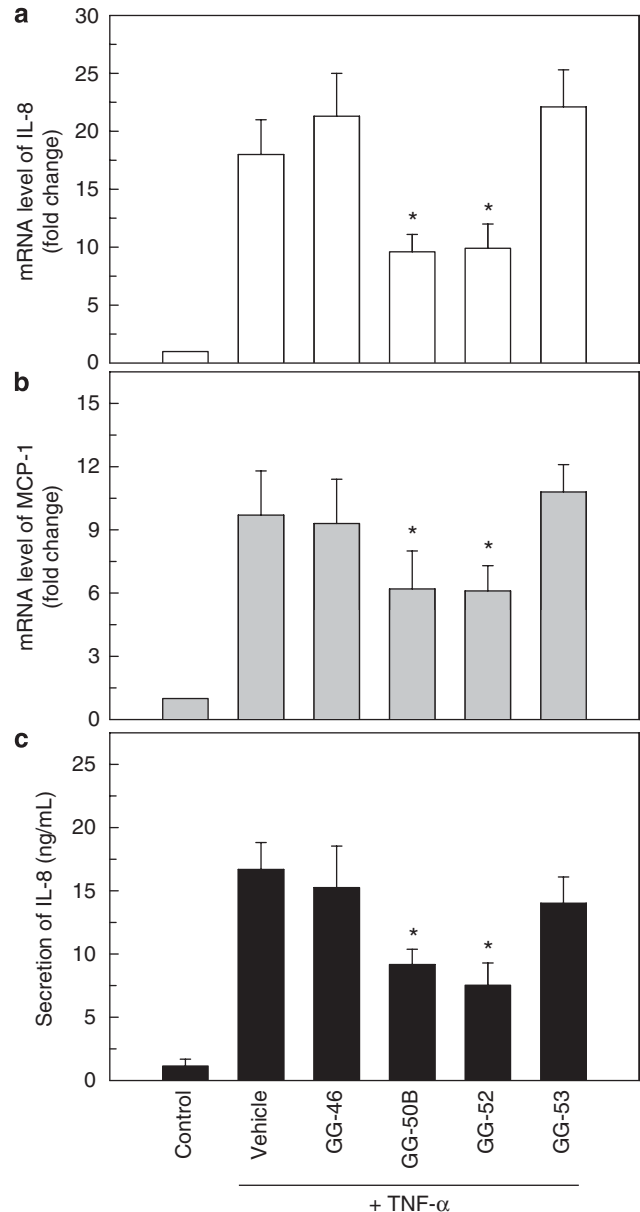 a
mRNA level of IL-8
(fold change)
30
25
20
15
10
5
0
*
*
b
mRNA level of MCP-1
(fold change)
15
12
9
6
3
0
*
*
c
Secretion of IL-8 (ng/mL)
25
20
15
10
5
0
*
*
Control
Vehicle
GG-46
GG-50B
GG-52
GG-53
+ TNF-α